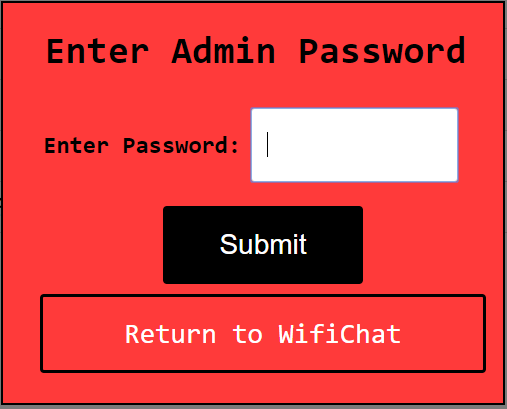 Enter Admin Password
Enter Password:
Submit
Return to WifiChat